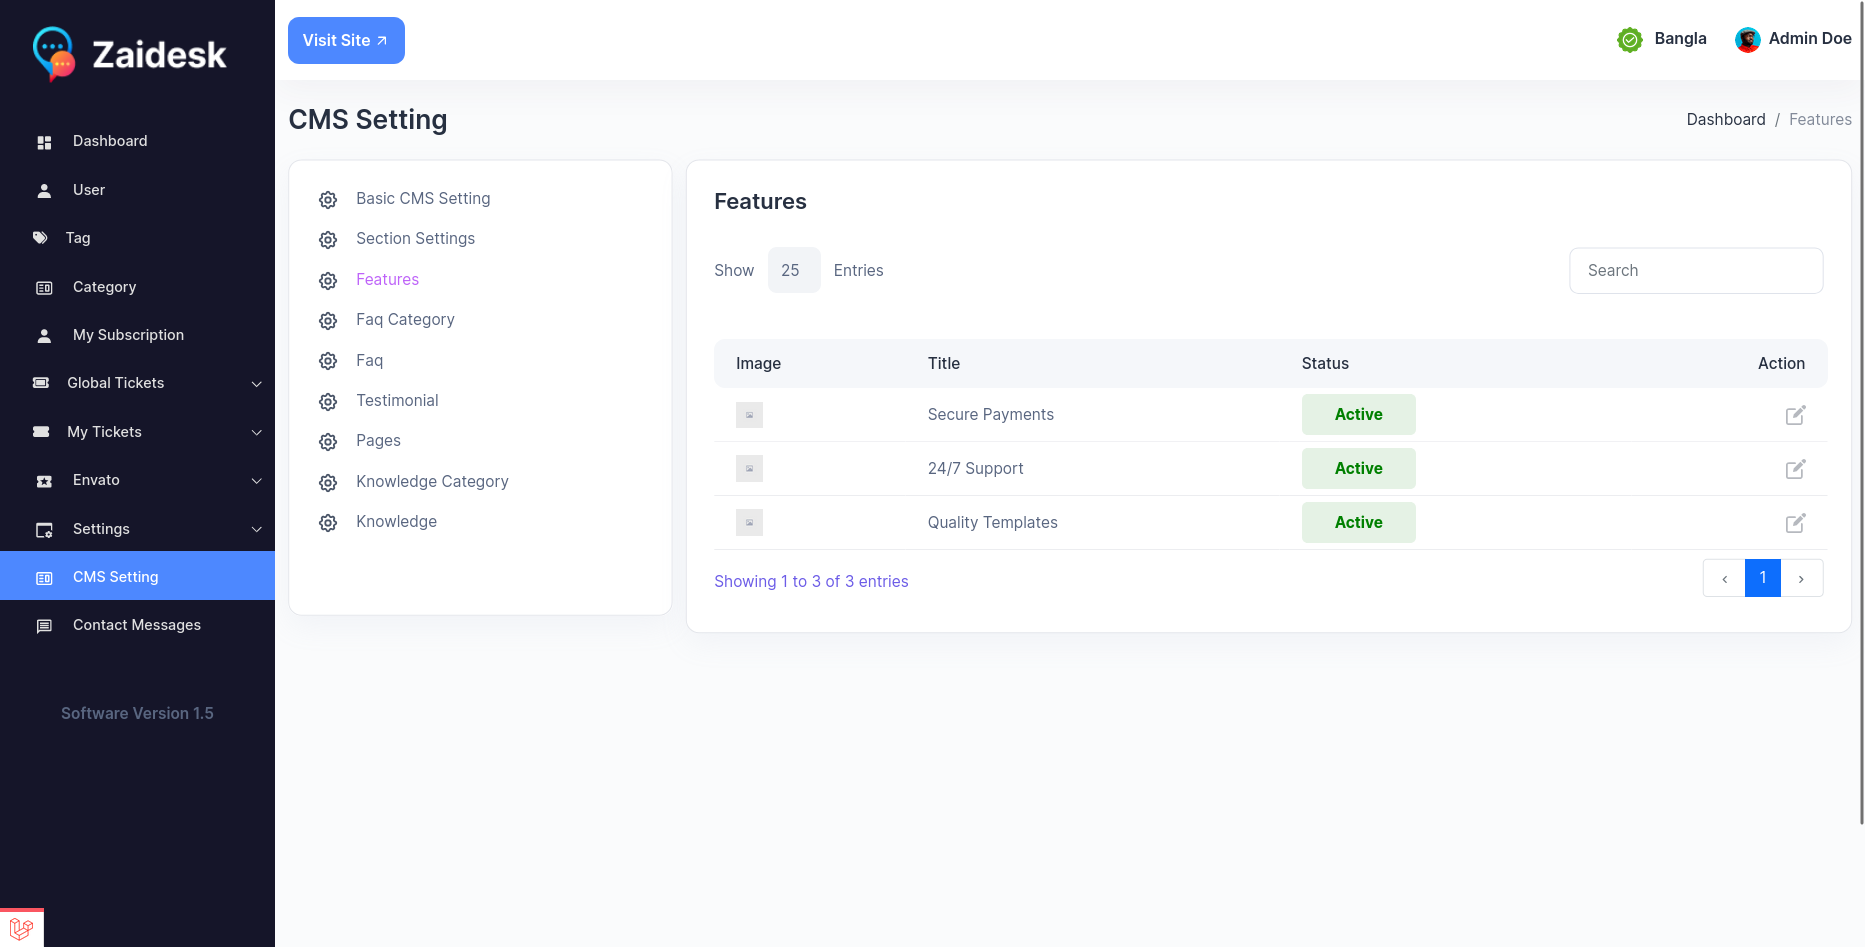 Zaidesk
Visit Site
Bangla
Admin Doe
Dashboard
User
Tag
Category
My Subscription
Global Tickets
My Tickets
Envato
Settings
CMS Setting
Contact Messages
Software Version 1.5
CMS Setting
Dashboard / Features
Basic CMS Setting
Section Settings
Features
Faq Category
Faq
Testimonial
Pages
Knowledge Category
Knowledge
Features
Show 25 Entries
Search
Image Title Status Action
Secure Payments Active
24/7 Support Active
Quality Templates Active
Showing 1 to 3 of 3 entries
‹ 1 ›